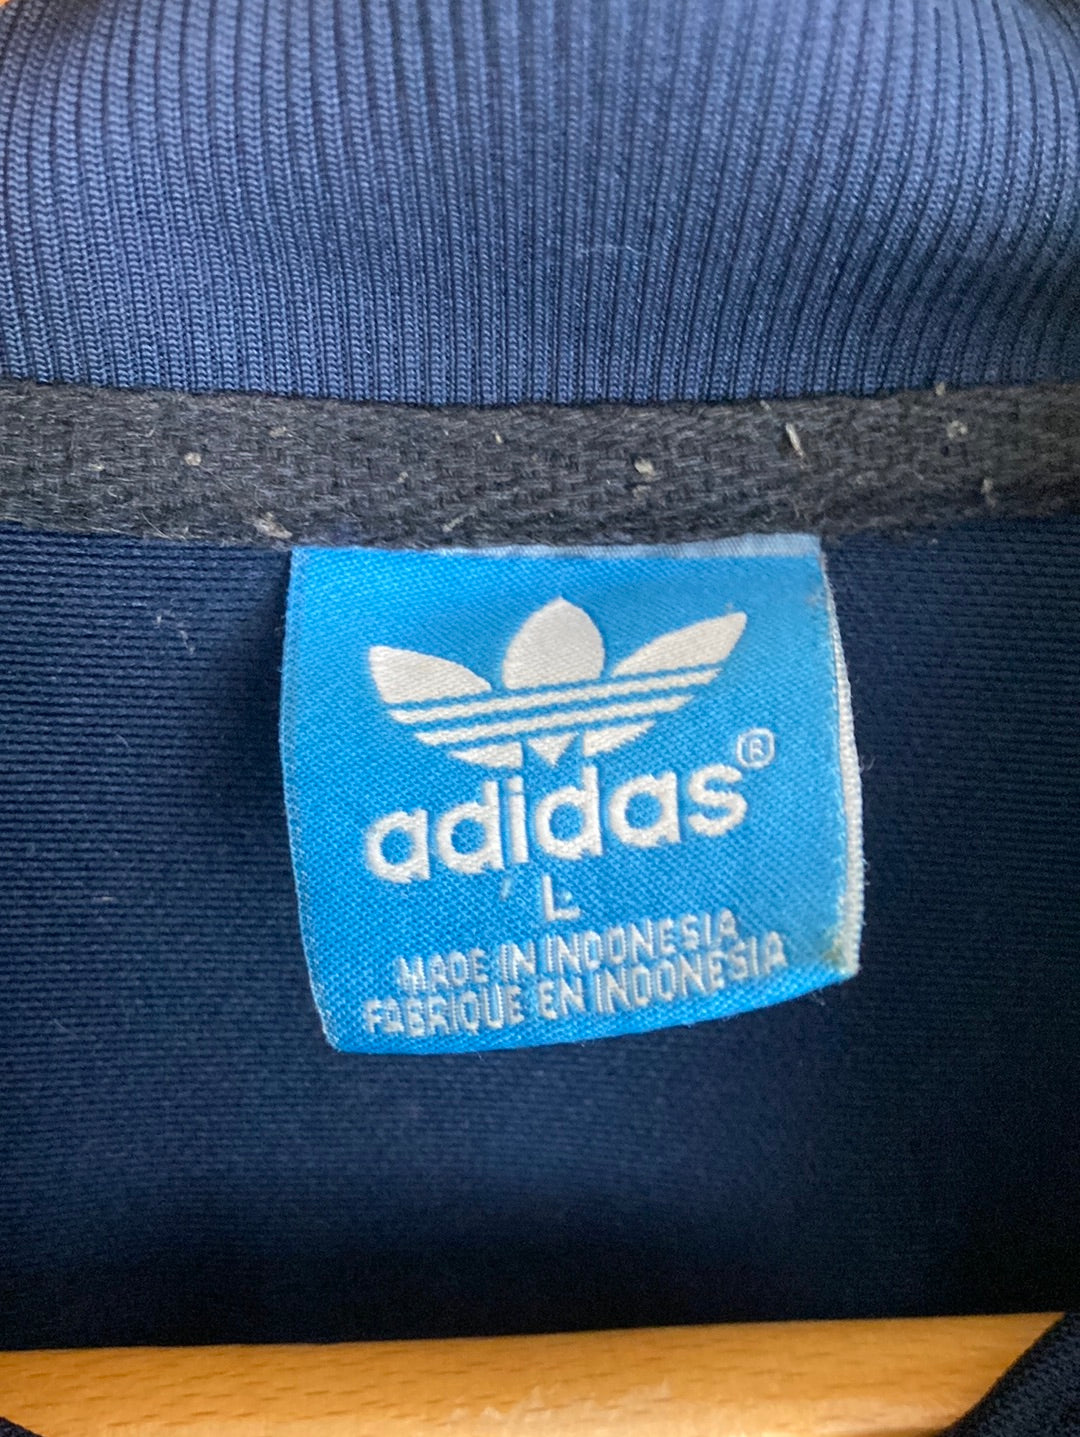 adidas®
L
MADE IN INDONESIA
FABRIQUE EN INDONESIA